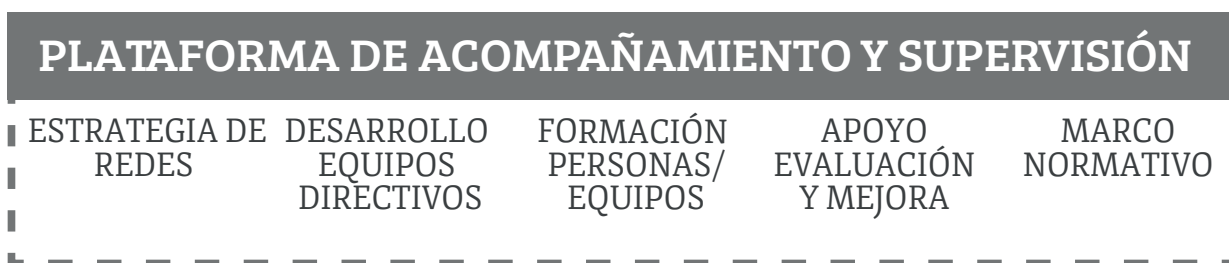 PLATAFORMA DE ACOMPAÑAMIENTO Y SUPERVISIÓN
ESTRATEGIA DE
REDES
DESARROLLO
EQUIPOS
DIRECTIVOS
FORMACIÓN
PERSONAS/
EQUIPOS
APOYO
EVALUACIÓN
Y MEJORA
MARCO
NORMATIVO